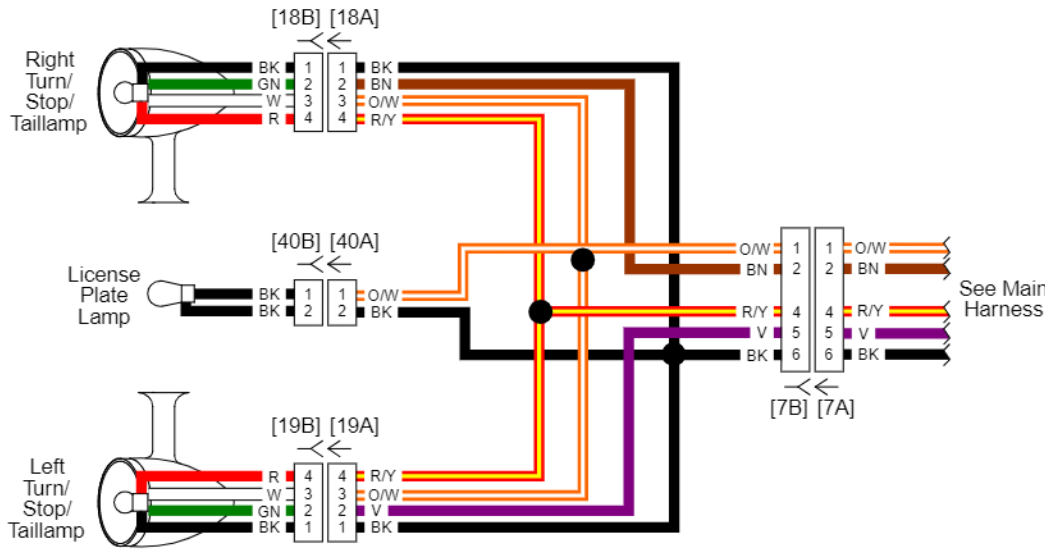 [18B] [18A]
Right
Turn/
Stop/
Taillamp
BK 1 1 BK
GN 2 2 BN
W 3 3 O/W
R 4 4 R/Y
[40B] [40A]
License
Plate
Lamp
BK 1 1 O/W
BK 2 2 BK
O/W 1 1 O/W
BN 2 2 BN
R/Y 4 4 R/Y
V 5 5 V
BK 6 6 BK
See Main
Harness
[7B] [7A]
[19B] [19A]
Left
Turn/
Stop/
Taillamp
R 4 4 R/Y
W 3 3 O/W
GN 2 2 V
BK 1 1 BK